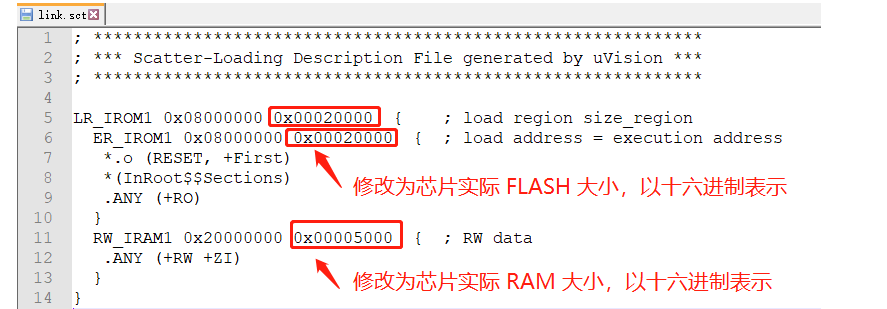 link.sct
1 ; *************************************************************
2 ; *** Scatter-Loading Description File generated by uVision ***
3 ; *************************************************************
4
5 LR_IROM1 0x08000000 0x00020000 { ; load region size_region
6 ER_IROM1 0x08000000 0x00020000 { ; load address = execution address
7 *.o (RESET, +First)
8 *(InRoot$$Sections)
修改为芯片实际 FLASH 大小，以十六进制表示
9 .ANY (+RO)
10 }
11 RW_IRAM1 0x20000000 0x00005000 { ; RW data
12 .ANY (+RW +ZI)
修改为芯片实际 RAM 大小，以十六进制表示
13 }
14 }